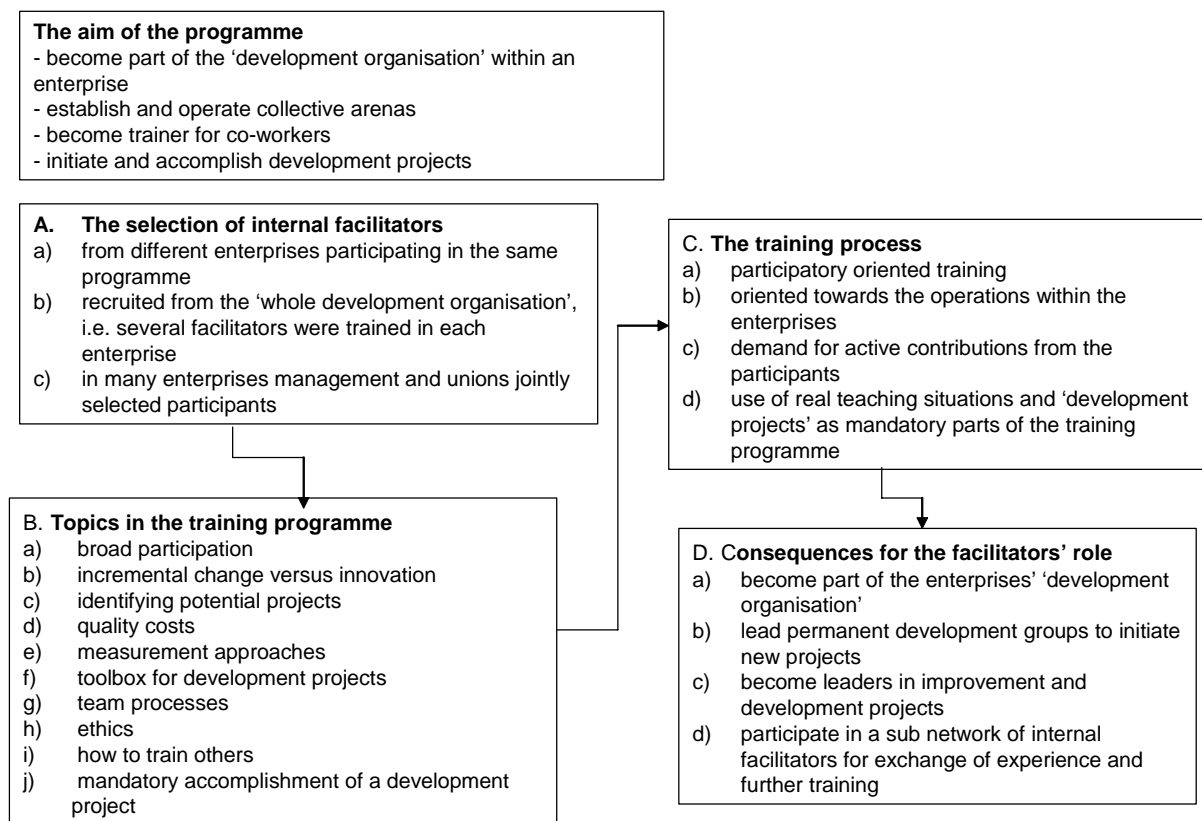 The aim of the programme
- become part of the ‘development organisation’ within an
enterprise
- establish and operate collective arenas
- become trainer for co-workers
- initiate and accomplish development projects
A. The selection of internal facilitators
a) from different enterprises participating in the same
programme
b) recruited from the ‘whole development organisation’,
i.e. several facilitators were trained in each
enterprise
c) in many enterprises management and unions jointly
selected participants
B. Topics in the training programme
a) broad participation
b) incremental change versus innovation
c) identifying potential projects
d) quality costs
e) measurement approaches
f) toolbox for development projects
g) team processes
h) ethics
i) how to train others
j) mandatory accomplishment of a development
project
C. The training process
a) participatory oriented training
b) oriented towards the operations within the
enterprises
c) demand for active contributions from the
participants
d) use of real teaching situations and ‘development
projects’ as mandatory parts of the training
programme
D. Consequences for the facilitators’ role
a) become part of the enterprises’ ‘development
organisation’
b) lead permanent development groups to initiate
new projects
c) become leaders in improvement and
development projects
d) participate in a sub network of internal
facilitators for exchange of experience and
further training